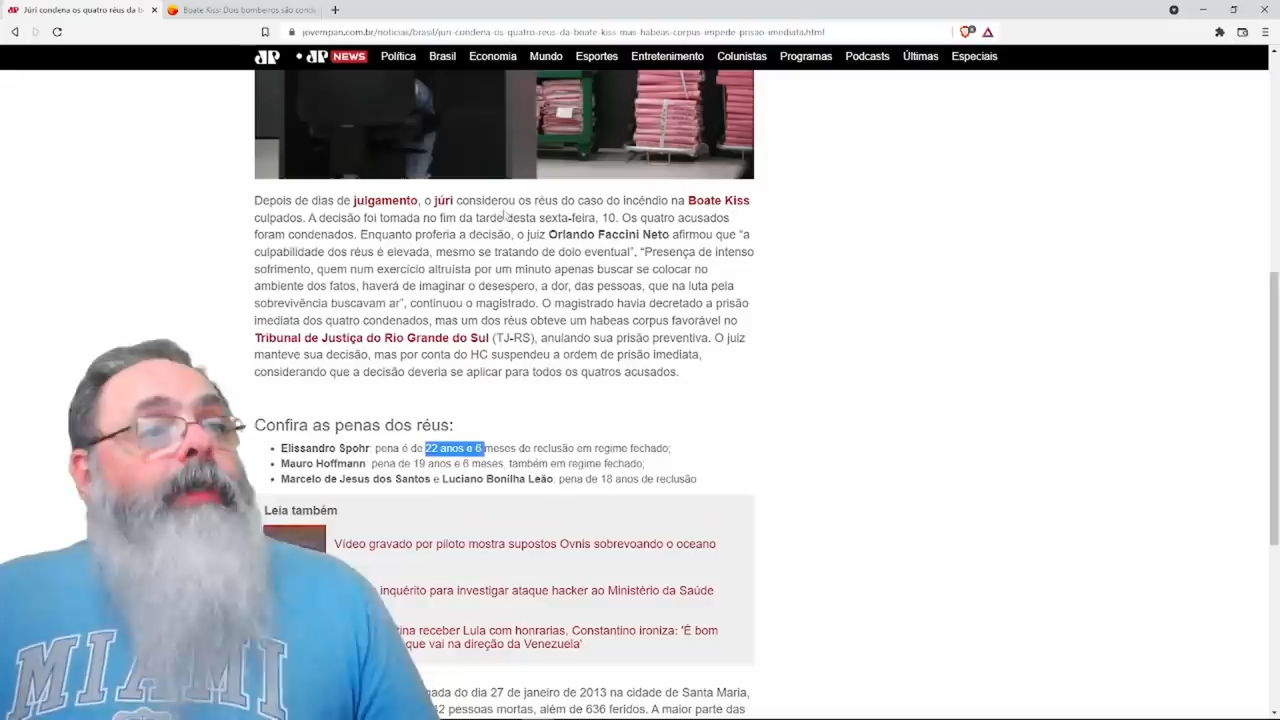 Júri condena os quatro réus da b
Boate Kiss: Dois bombeiros são cond
jovempan.com.br/noticias/brasil/juri-condena-os-quatro-reus-da-boate-kiss-mas-habeas-corpus-impede-prisao-imediata.html
JP JP NEWS Política Brasil Economia Mundo Esportes Entretenimento Colunistas Programas Podcasts Últimas Especiais
Depois de dias de julgamento, o júri considerou os réus do caso do incêndio na Boate Kiss
culpados. A decisão foi tomada no fim da tarde desta sexta-feira, 10. Os quatro acusados
foram condenados. Enquanto proferia a decisão, o juiz Orlando Faccini Neto afirmou que “a
culpabilidade dos réus é elevada, mesmo se tratando de dolo eventual”. “Presença de intenso
sofrimento, quem num exercício altruísta por um minuto apenas buscar se colocar no
ambiente dos fatos, haverá de imaginar o desespero, a dor, das pessoas, que na luta pela
sobrevivência buscavam ar”, continuou o magistrado. O magistrado havia decretado a prisão
imediata dos quatro condenados, mas um dos réus obteve um habeas corpus favorável no
Tribunal de Justiça do Rio Grande do Sul (TJ-RS), anulando sua prisão preventiva. O juiz
manteve sua decisão, mas por conta do HC suspendeu a ordem de prisão imediata,
considerando que a decisão deveria se aplicar para todos os quatros acusados.
Confira as penas dos réus:
• Elissandro Spohr: pena é de 22 anos e 6 meses de reclusão em regime fechado;
• Mauro Hoffmann: pena de 19 anos e 6 meses, também em regime fechado;
• Marcelo de Jesus dos Santos e Luciano Bonilha Leão: pena de 18 anos de reclusão
Leia também
Vídeo gravado por piloto mostra supostos Ovnis sobrevoando o oceano
inquérito para investigar ataque hacker ao Ministério da Saúde
tina receber Lula com honrarias, Constantino ironiza: 'É bom
que vai na direção da Venezuela'
do dia 27 de janeiro de 2013 na cidade de Santa Maria,
2 pessoas mortas, além de 636 feridos. A maior parte das
MIAMI